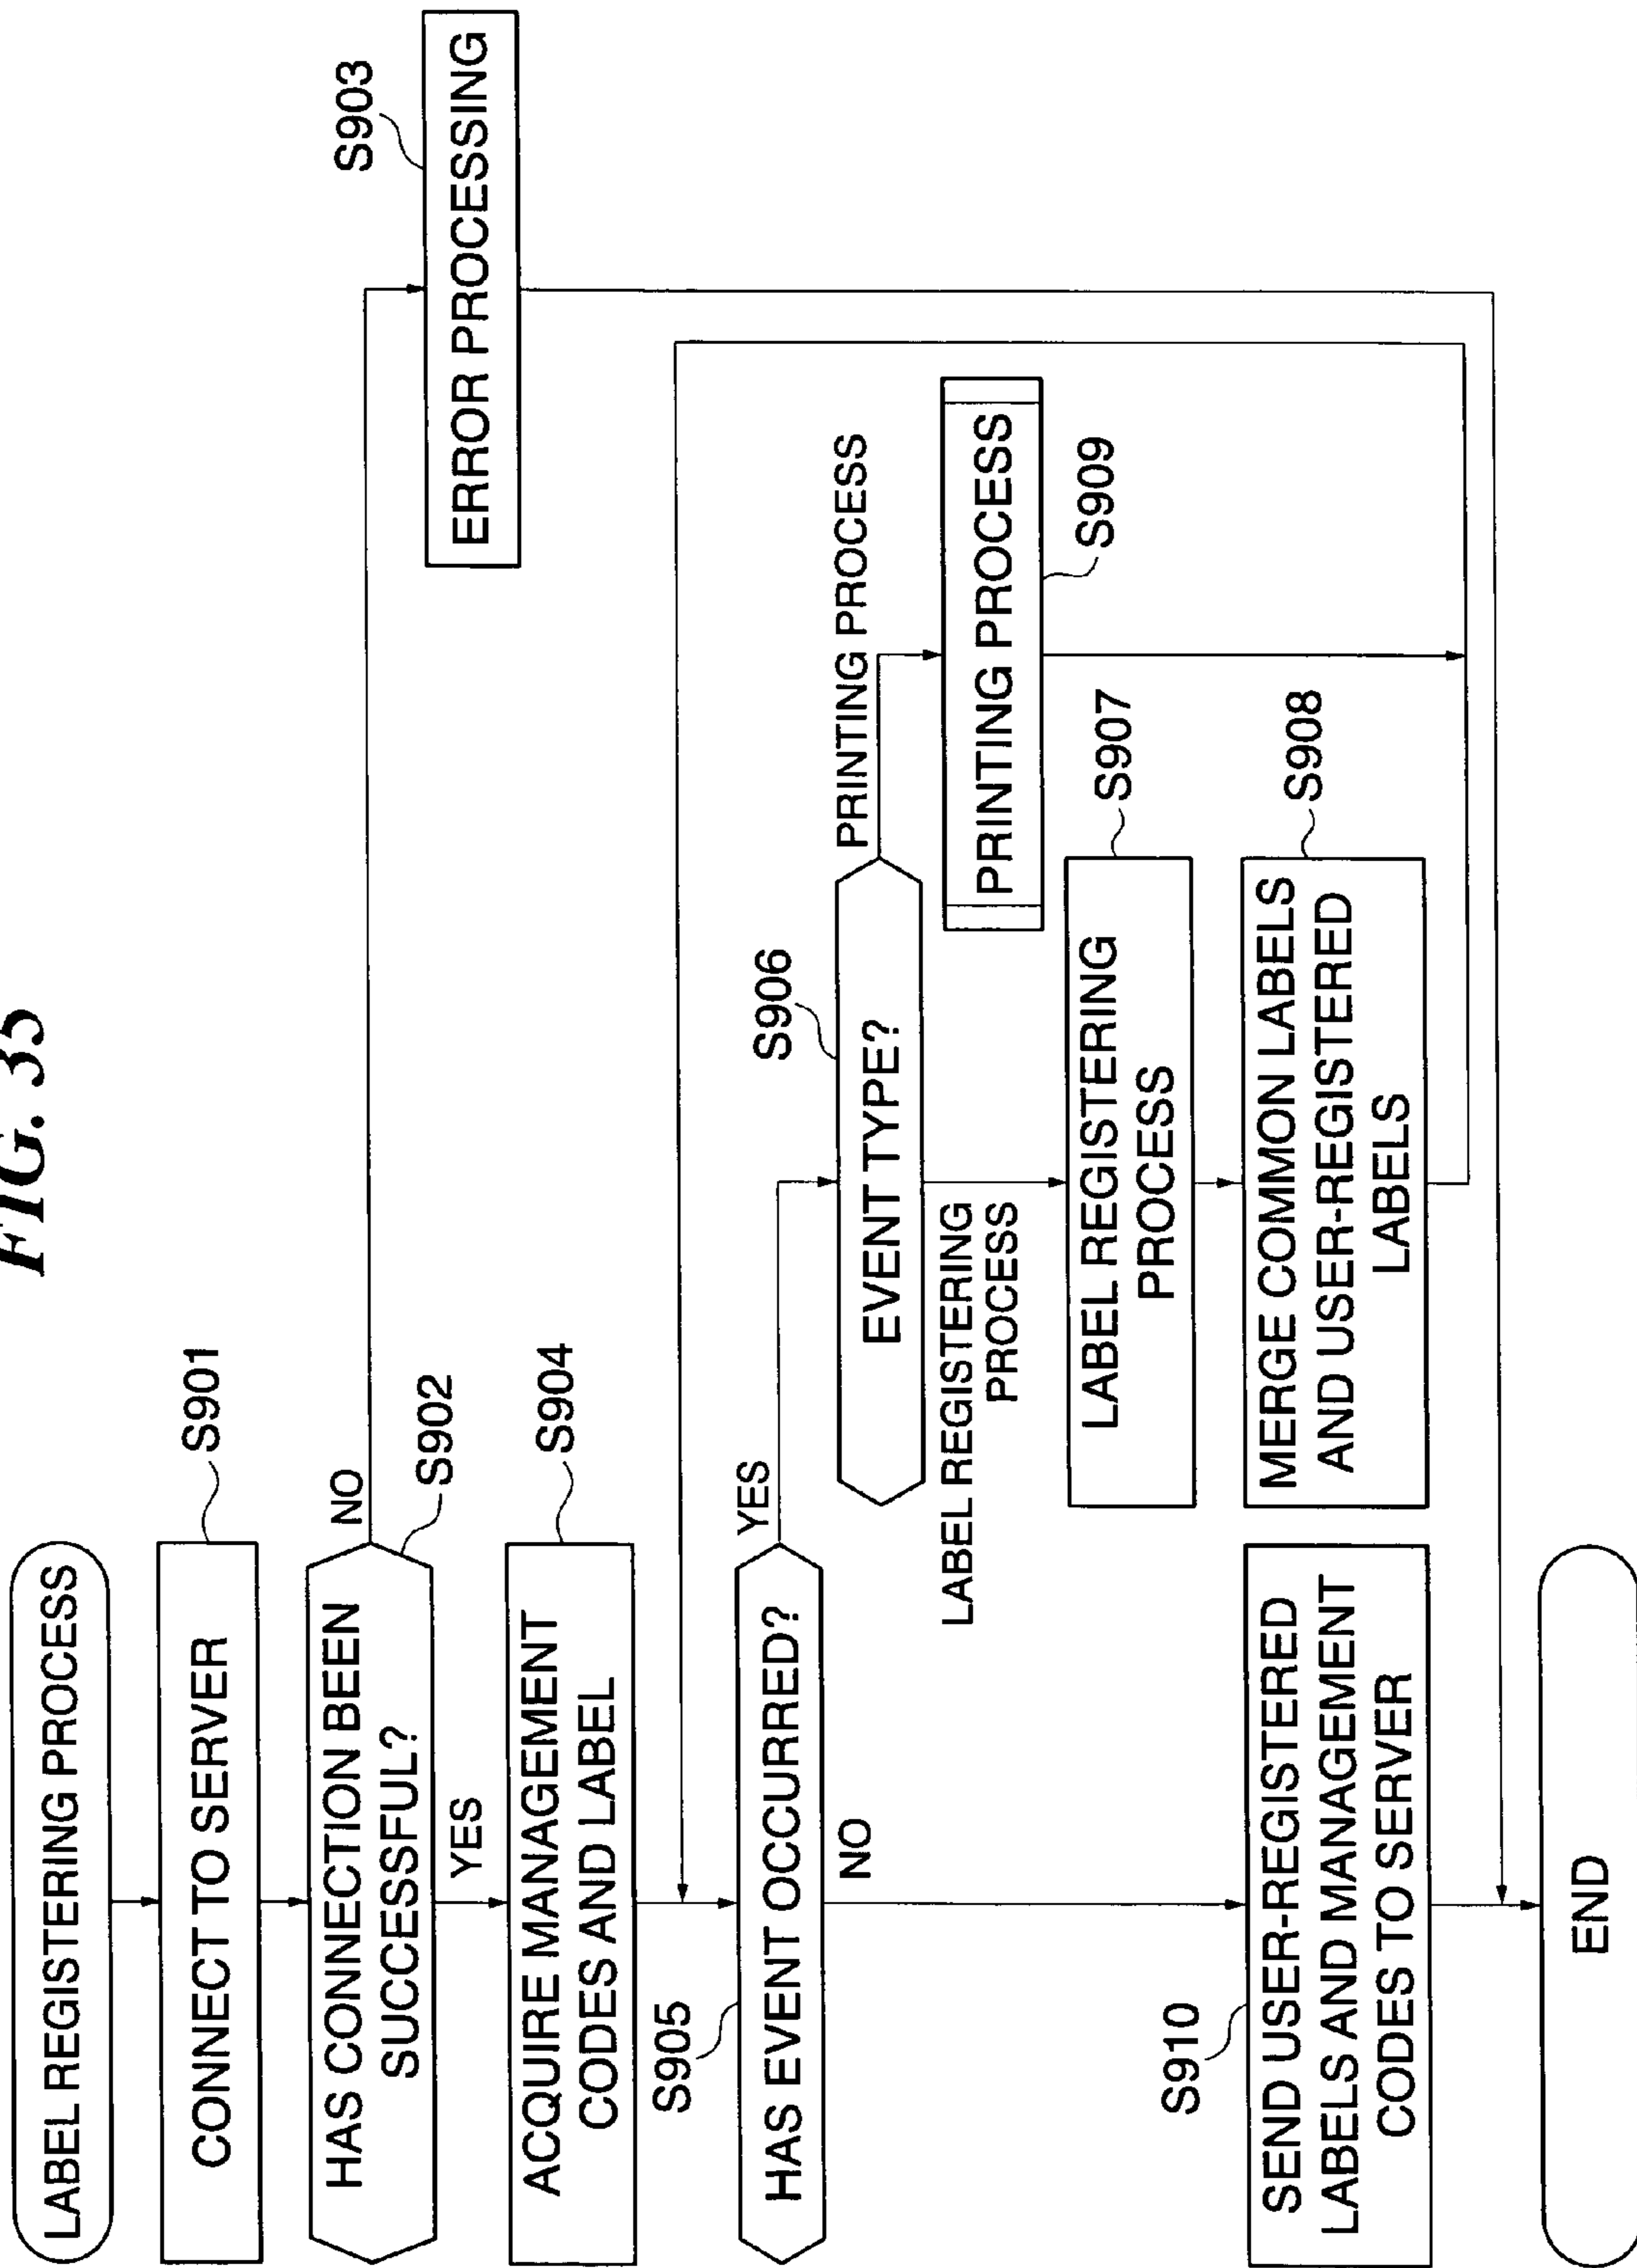 FIG. 35
LABEL REGISTERING PROCESS
CONNECT TO SERVER
S901
HAS CONNECTION BEEN
SUCCESSFUL?
S902
NO
YES
ERROR PROCESSING
S903
ACQUIRE MANAGEMENT
CODES AND LABEL
S904
HAS EVENT OCCURRED?
S905
YES
NO
EVENT TYPE?
S906
PRINTING PROCESS
LABEL REGISTERING
PROCESS
PRINTING PROCESS
S909
LABEL REGISTERING
PROCESS
S907
MERGE COMMON LABELS
AND USER-REGISTERED
LABELS
S908
SEND USER-REGISTERED
LABELS AND MANAGEMENT
CODES TO SERVER
S910
END